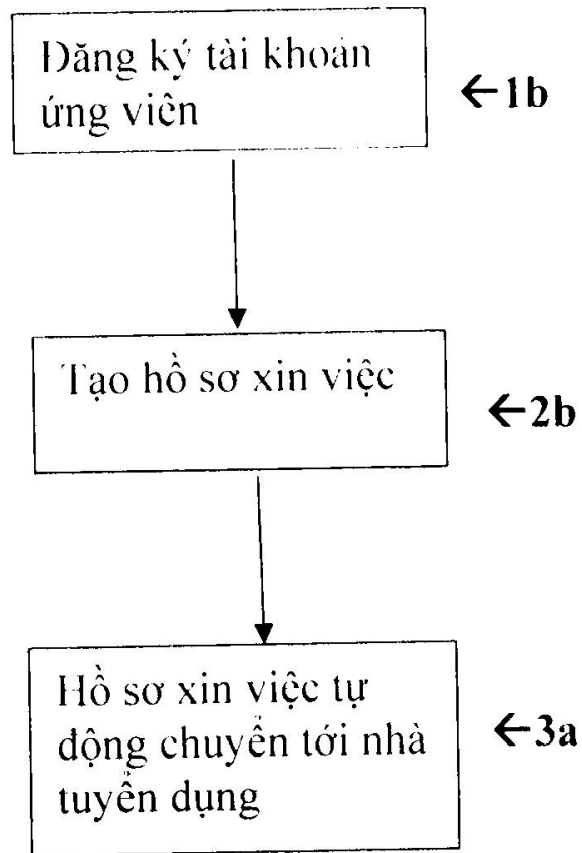 Đăng ký tài khoản
ứng viên
←1b
Tạo hồ sơ xin việc
←2b
Hồ sơ xin việc tự
động chuyển tới nhà
tuyển dụng
←3a